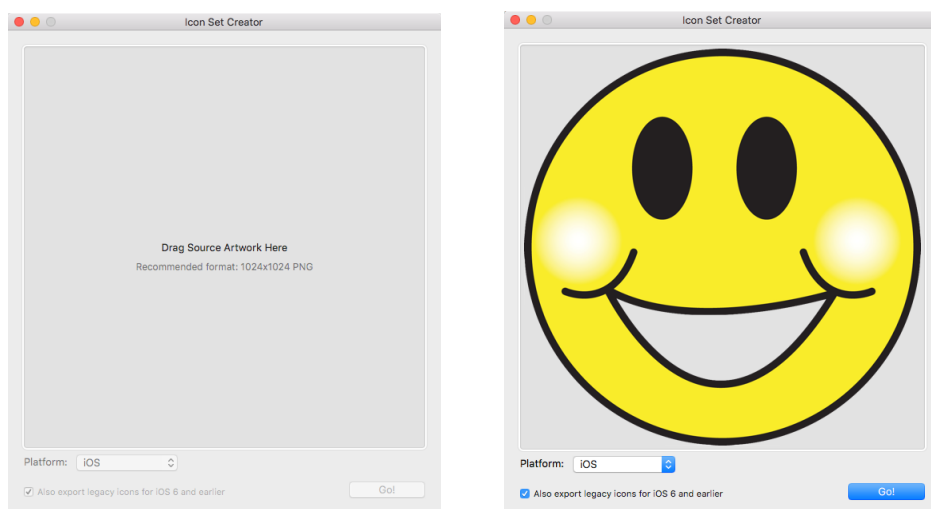 Icon Set Creator
Drag Source Artwork Here
Recommended format: 1024x1024 PNG
Platform: iOS
Also export legacy icons for iOS 6 and earlier
Go!
Icon Set Creator
Platform: iOS
Also export legacy icons for iOS 6 and earlier
Go!